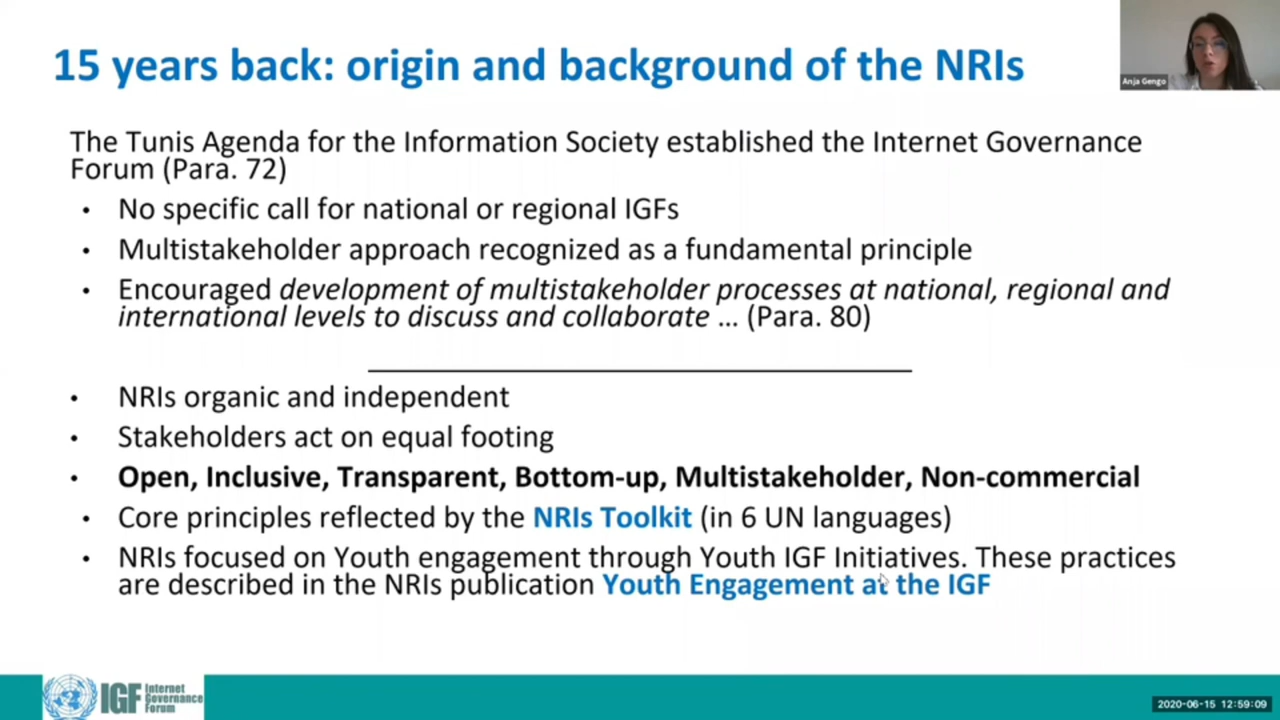 15 years back: origin and background of the NRIs
Anja Gengo
The Tunis Agenda for the Information Society established the Internet Governance
Forum (Para. 72)
• No specific call for national or regional IGFs
• Multistakeholder approach recognized as a fundamental principle
• Encouraged development of multistakeholder processes at national, regional and
international levels to discuss and collaborate … (Para. 80)
• NRIs organic and independent
• Stakeholders act on equal footing
• Open, Inclusive, Transparent, Bottom-up, Multistakeholder, Non-commercial
• Core principles reflected by the NRIs Toolkit (in 6 UN languages)
• NRIs focused on Youth engagement through Youth IGF Initiatives. These practices
are described in the NRIs publication Youth Engagement at the IGF
IGF Internet
Governance
Forum
2020-06-15 12:59:09